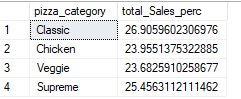 pizza_category total_Sales_perc
1 Classic 26.9059602306976
2 Chicken 23.9551375322885
3 Veggie 23.6825910258677
4 Supreme 25.4563112111462